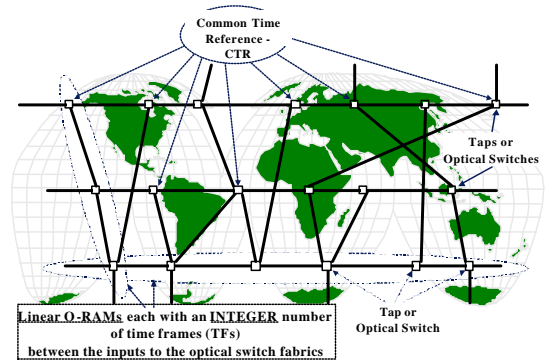 Common Time
Reference -
CTR
Taps or
Optical Switches
Tap or
Optical Switch
Linear O-RAMs each with an INTEGER number
of time frames (TFs)
between the inputs to the optical switch fabrics